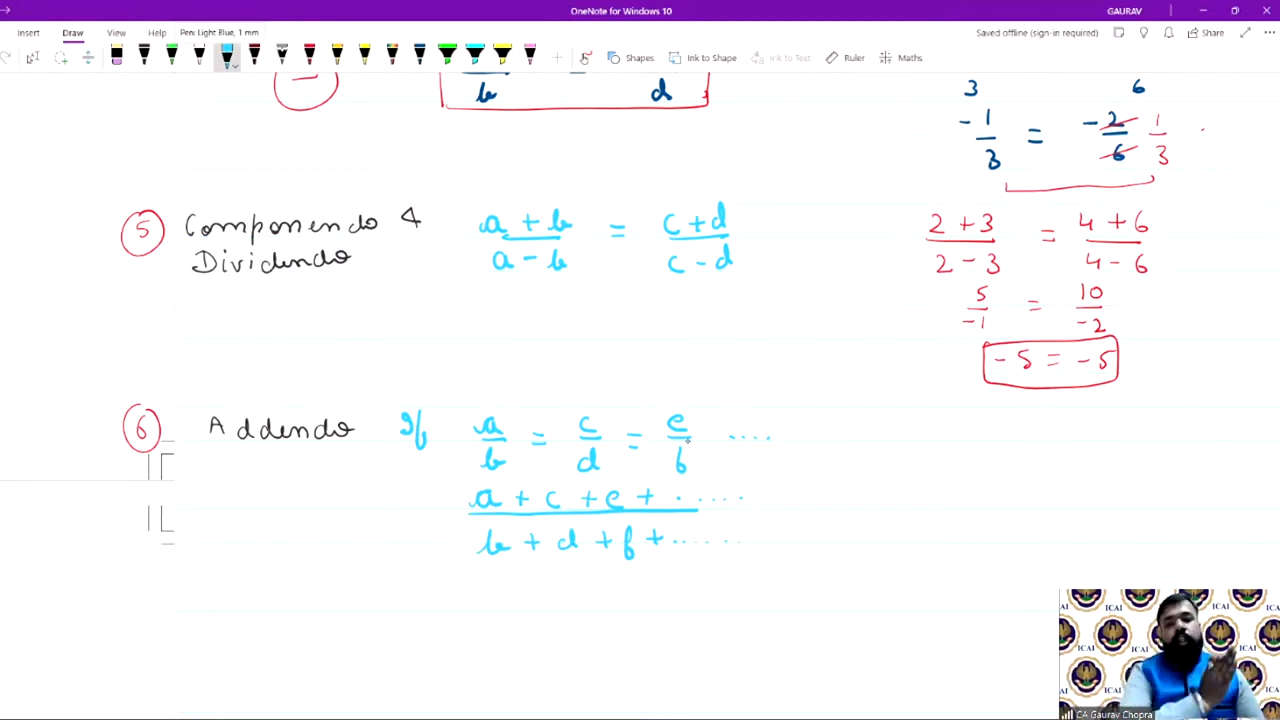 OneNote for Windows 10
GAURAV
Insert Draw View Help Pen: Light Blue, 1 mm
Saved offline (sign-in required) Share
Shapes Ink to Shape Ink to Text Ruler Maths
b d
3 6
-1/3 = -2/6 1/3
5 Componendo & Dividendo
a + b / a - b = c + d / c - d
2 + 3 / 2 - 3 = 4 + 6 / 4 - 6
5 / -1 = 10 / -2
-5 = -5
6 Addendo If a/b = c/d = e/f ....
a + c + e + ......
b + d + f + ......
ICAI
CA Gaurav Chopra